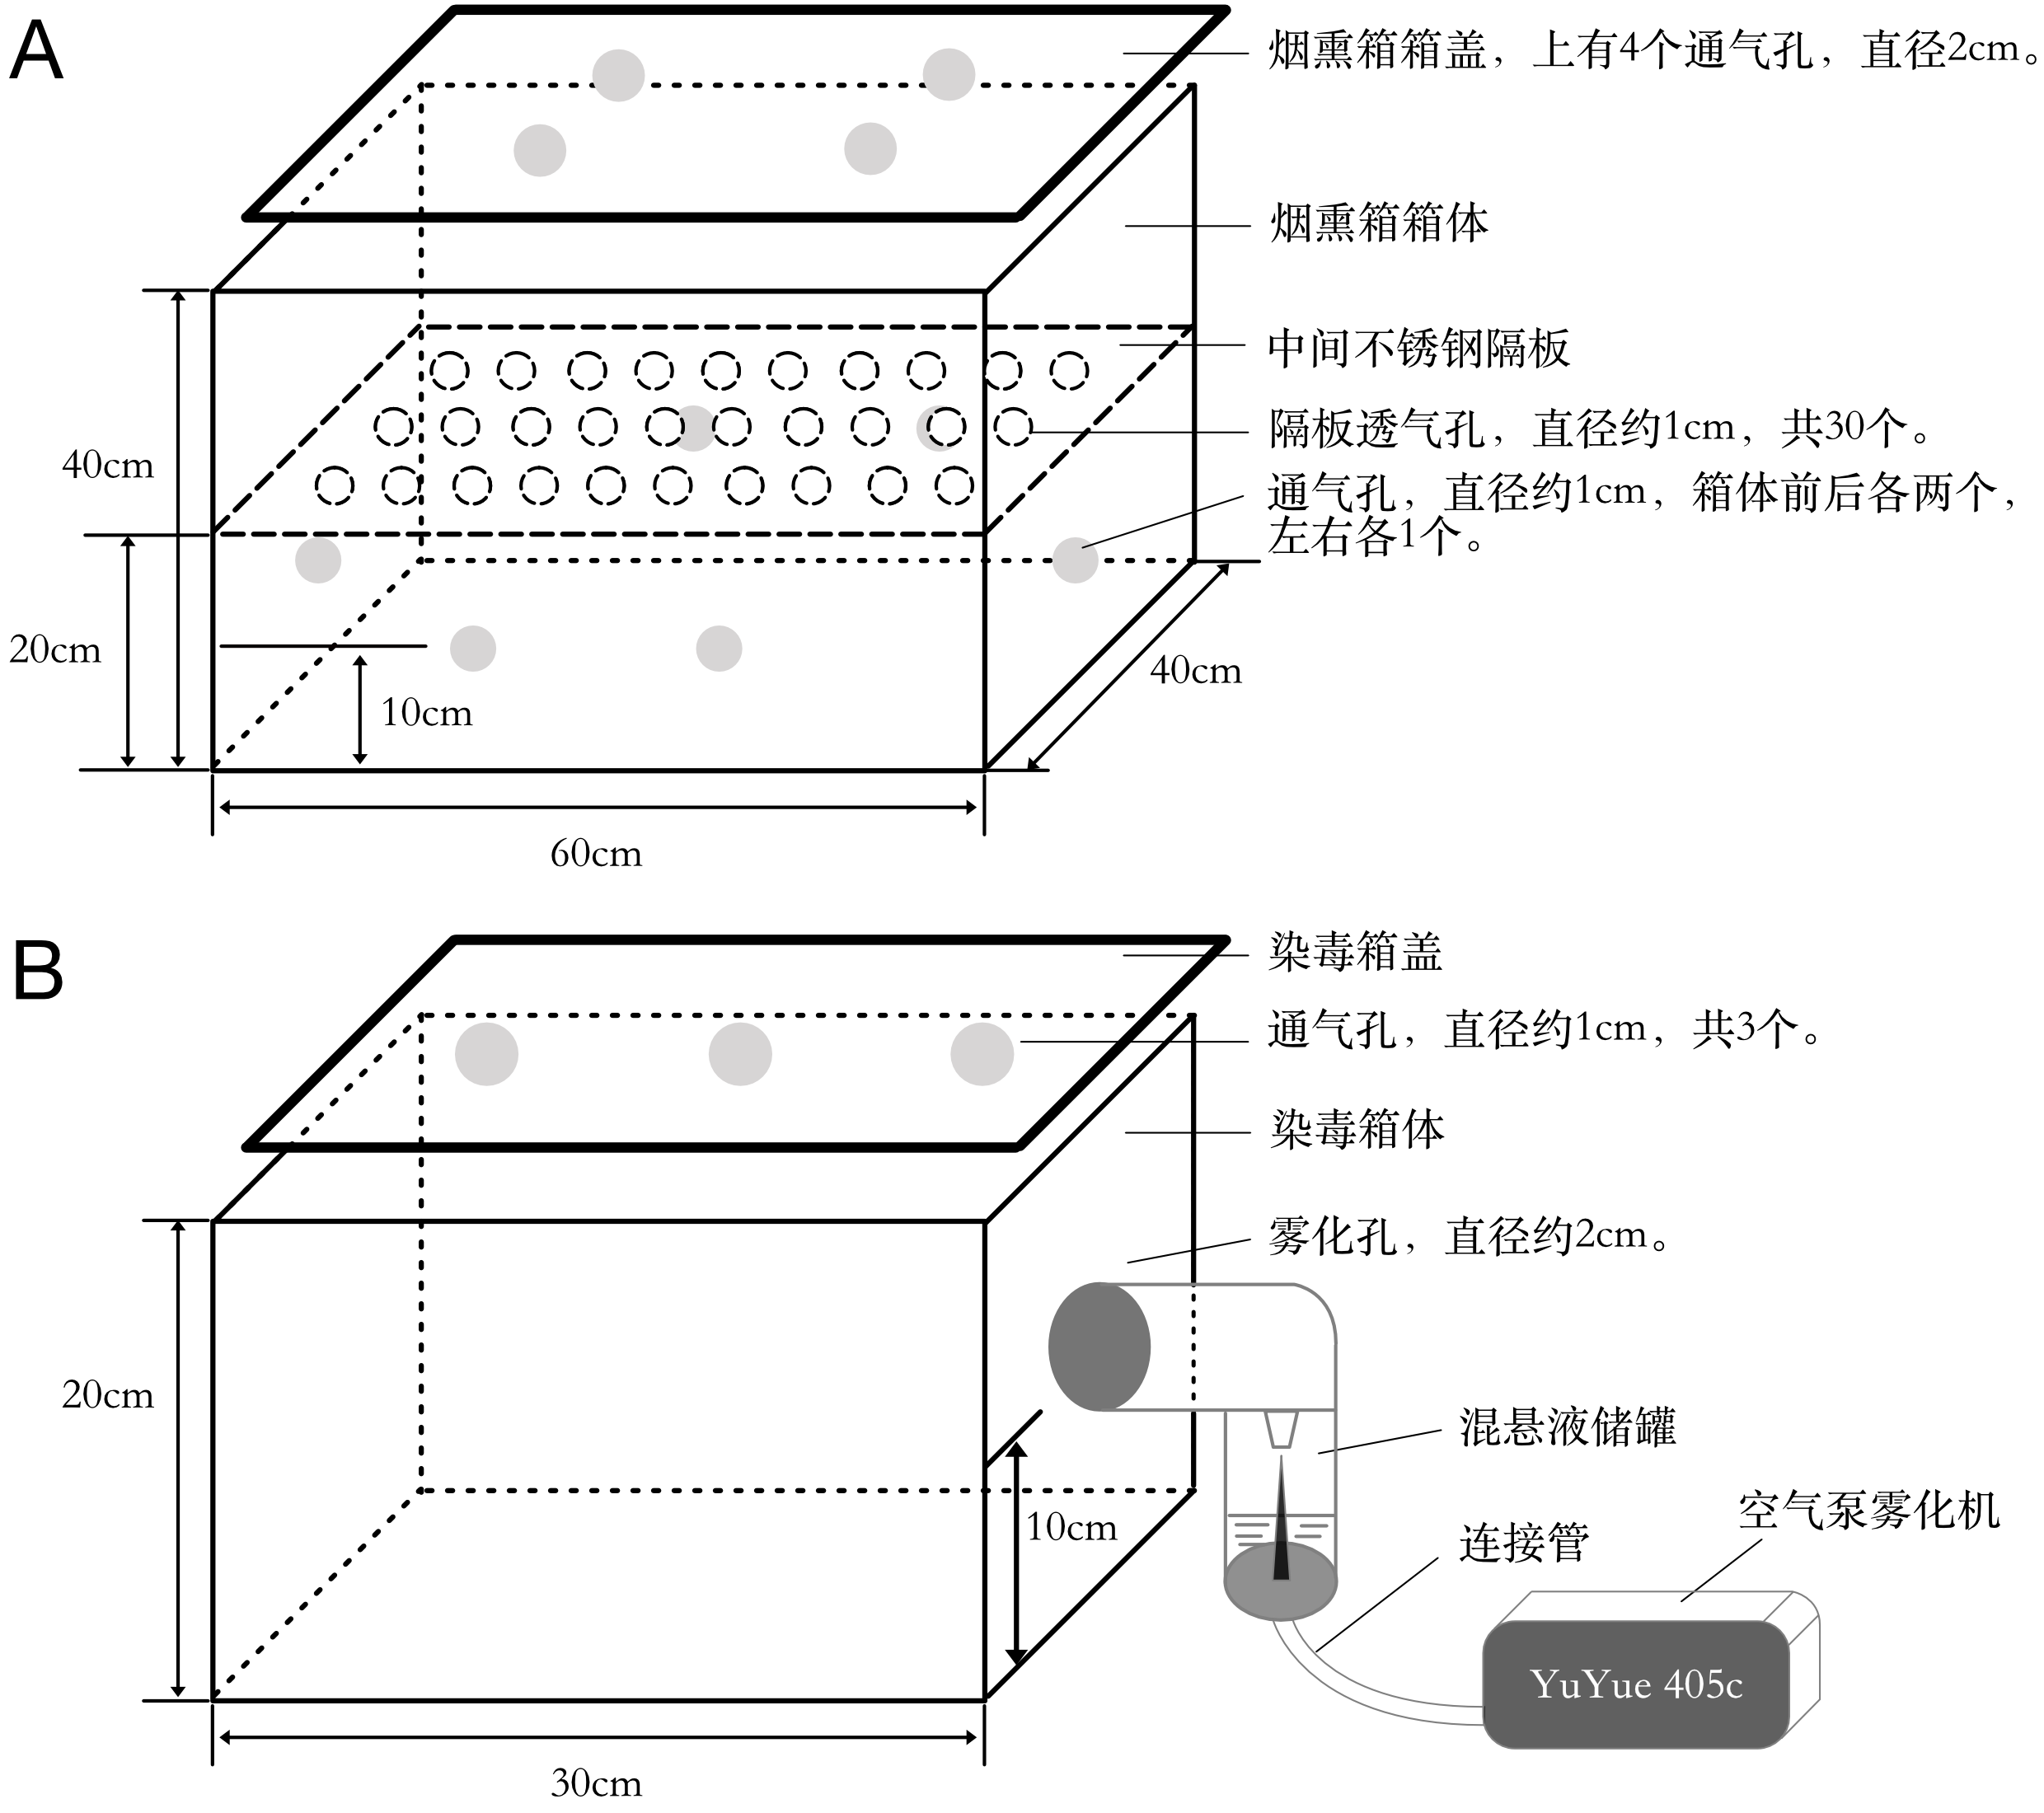 A
烟熏箱箱盖，上有4个通气孔，直径2cm。
烟熏箱箱体
中间不锈钢隔板
隔板透气孔，直径约1cm，共30个。
通气孔，直径约1cm，箱体前后各两个，
左右各1个。
40cm
20cm
10cm
40cm
60cm
B
染毒箱盖
通气孔，直径约1cm，共3个。
染毒箱体
雾化孔，直径约2cm。
20cm
混悬液储罐
空气泵雾化机
10cm
连接管
YuYue 405c
30cm